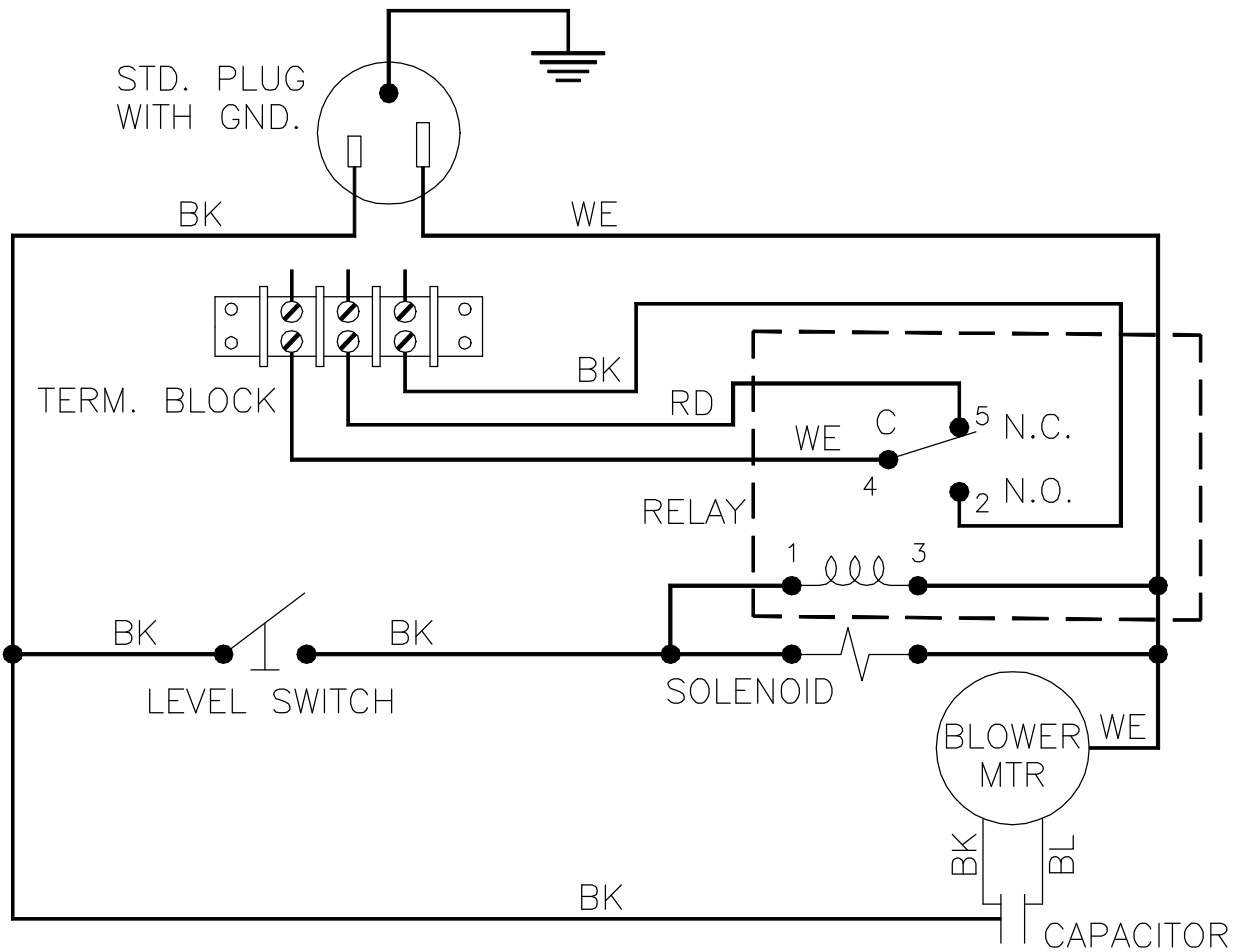 STD. PLUG
WITH GND.
BK
WE
TERM. BLOCK
BK
RD
WE
C
5
N.C.
4
RELAY
2
N.O.
1
3
BK
BK
LEVEL SWITCH
SOLENOID
BLOWER
MTR
WE
BK
BL
BK
CAPACITOR